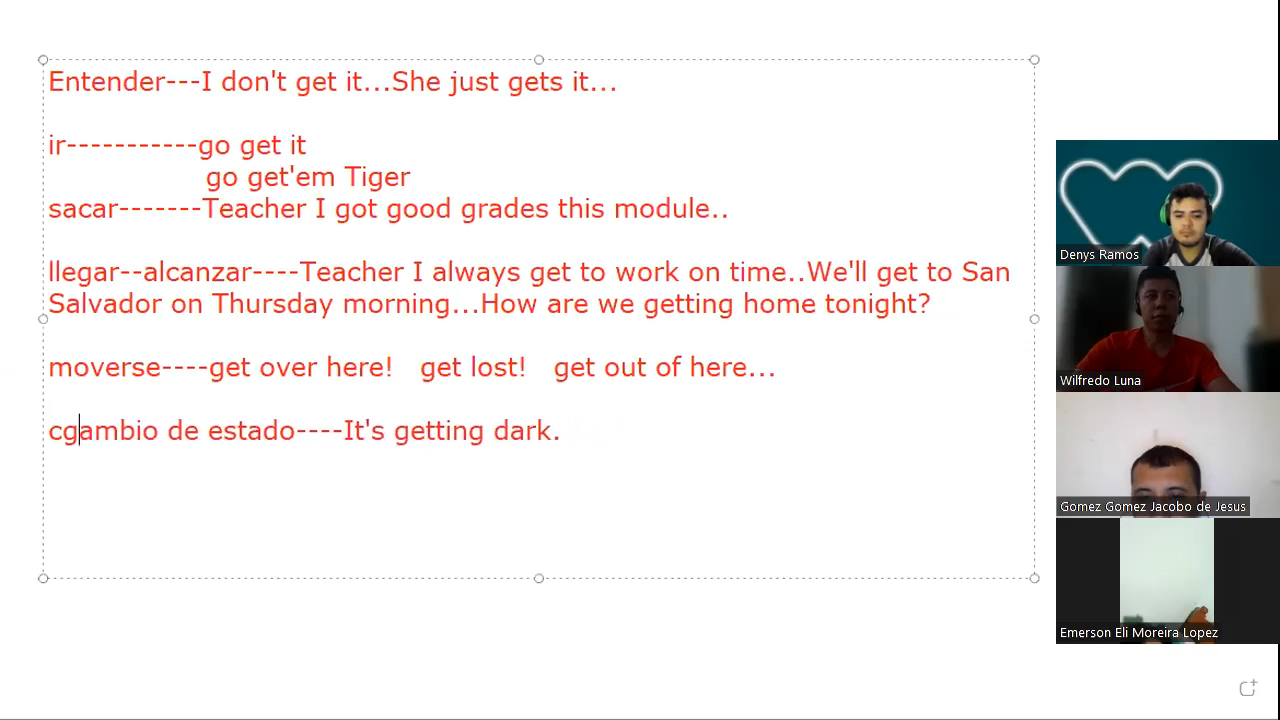 Entender---I don't get it...She just gets it...
ir-----------go get it
go get'em Tiger
sacar-------Teacher I got good grades this module..
llegar--alcanzar----Teacher I always get to work on time..We'll get to San
Salvador on Thursday morning...How are we getting home tonight?
moverse----get over here!   get lost!   get out of here...
cgambio de estado----It's getting dark.
Denys Ramos
Wilfredo Luna
Gomez Gomez Jacobo de Jesus
Emerson Eli Moreira Lopez